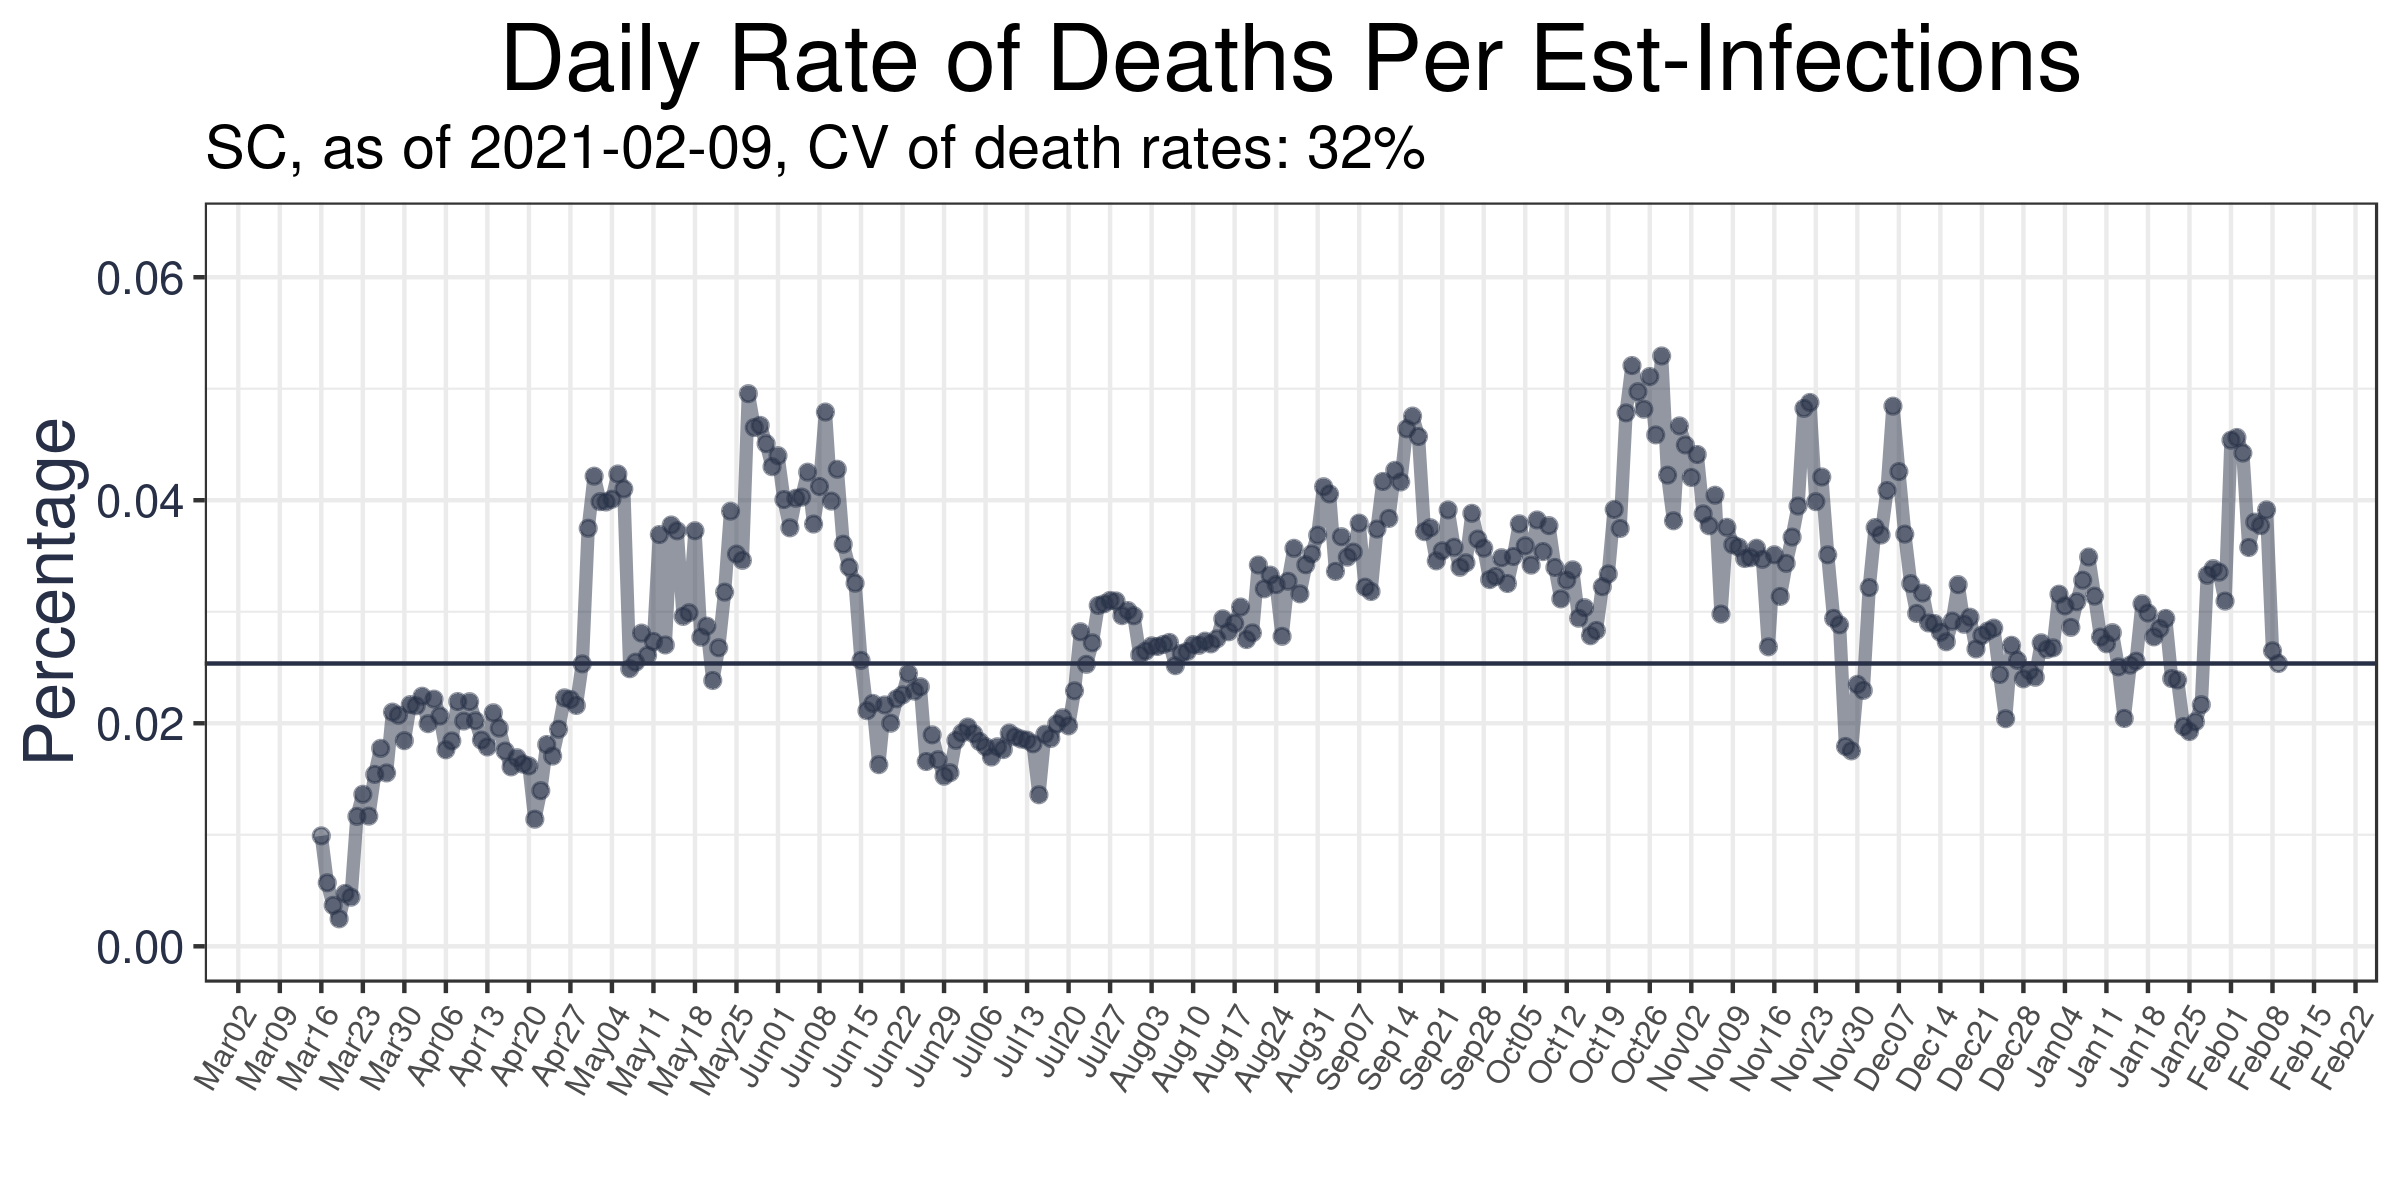 Daily Rate of Deaths Per Est-Infections
SC, as of 2021-02-09, CV of death rates: 32%
Percentage
0.06
0.04
0.02
0.00
Mar02
Mar09
Mar16
Mar23
Mar30
Apr06
Apr13
Apr20
Apr27
May04
May11
May18
May25
Jun01
Jun08
Jun15
Jun22
Jun29
Jul06
Jul13
Jul20
Jul27
Aug03
Aug10
Aug17
Aug24
Aug31
Sep07
Sep14
Sep21
Sep28
Oct05
Oct12
Oct19
Oct26
Nov02
Nov09
Nov16
Nov23
Nov30
Dec07
Dec14
Dec21
Dec28
Jan04
Jan11
Jan18
Jan25
Feb01
Feb08
Feb15
Feb22